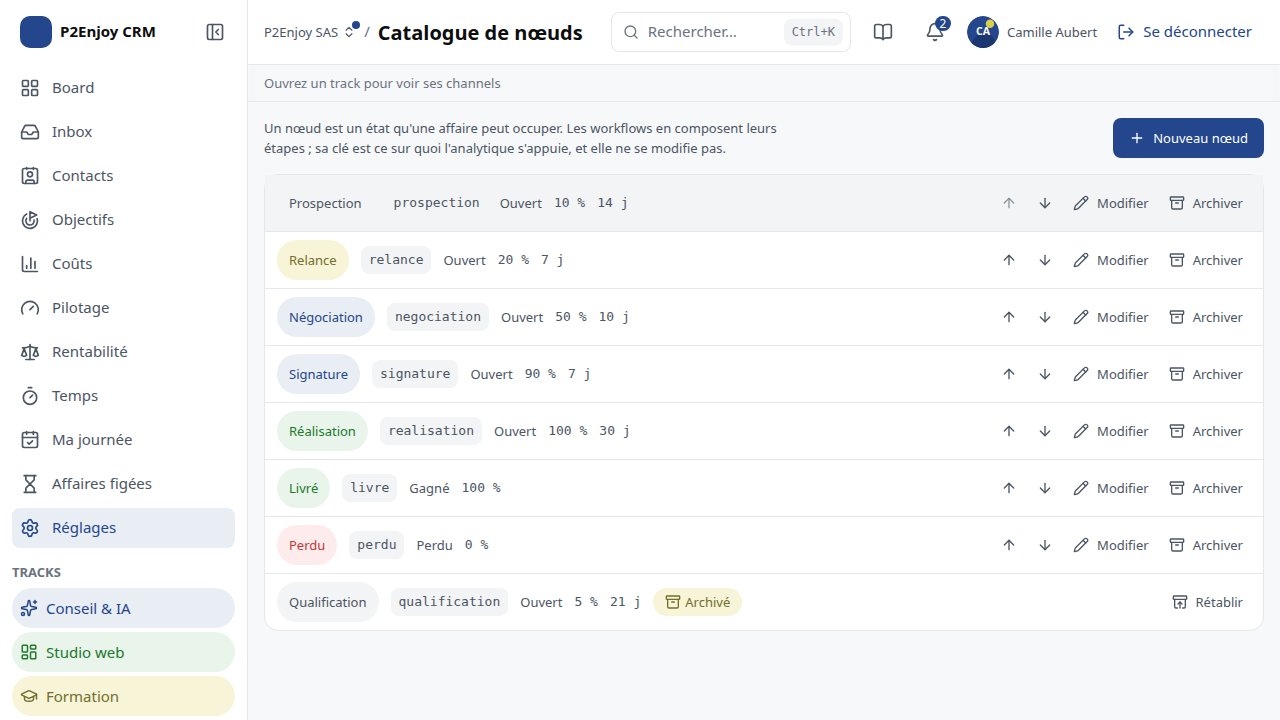 P2Enjoy CRM
Board
Inbox
Contacts
Objectifs
Coûts
Pilotage
Rentabilité
Temps
Ma journée
Affaires figées
Réglages
TRACKS
Conseil & IA
Studio web
Formation
P2Enjoy SAS / Catalogue de nœuds
Rechercher... Ctrl+K
2
CA Camille Aubert
Se déconnecter
Ouvrez un track pour voir ses channels
Un nœud est un état qu'une affaire peut occuper. Les workflows en composent leurs
étapes ; sa clé est ce sur quoi l'analytique s'appuie, et elle ne se modifie pas.
Nouveau nœud
Prospection prospection Ouvert 10 % 14 j Modifier Archiver
Relance relance Ouvert 20 % 7 j Modifier Archiver
Négociation negociation Ouvert 50 % 10 j Modifier Archiver
Signature signature Ouvert 90 % 7 j Modifier Archiver
Réalisation realisation Ouvert 100 % 30 j Modifier Archiver
Livré livre Gagné 100 % Modifier Archiver
Perdu perdu Perdu 0 % Modifier Archiver
Qualification qualification Ouvert 5 % 21 j Archivé Rétablir